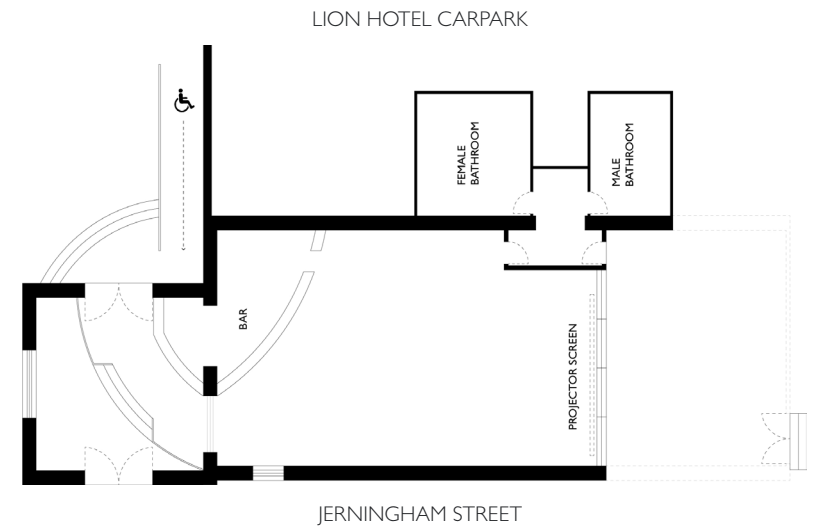 LION HOTEL CARPARK
FEMALE
BATHROOM
MALE
BATHROOM
BAR
PROJECTOR SCREEN
JERNINGHAM STREET